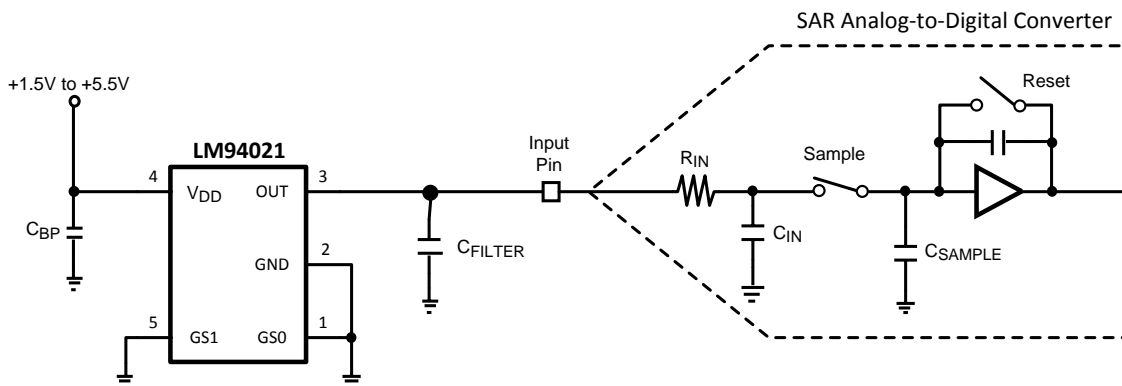 SAR Analog-to-Digital Converter
+1.5V to +5.5V
Reset
LM94021
Input
Pin
RIN
Sample
4
VDD
OUT
3
CBP
CFILTER
CIN
CSAMPLE
GND
2
5
GS1
GS0
1